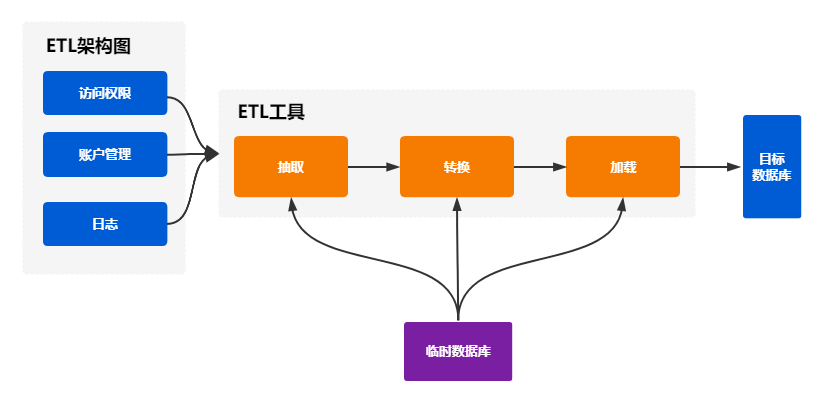 ETL架构图
访问权限
账户管理
日志
ETL工具
抽取
转换
加载
目标
数据库
临时数据库